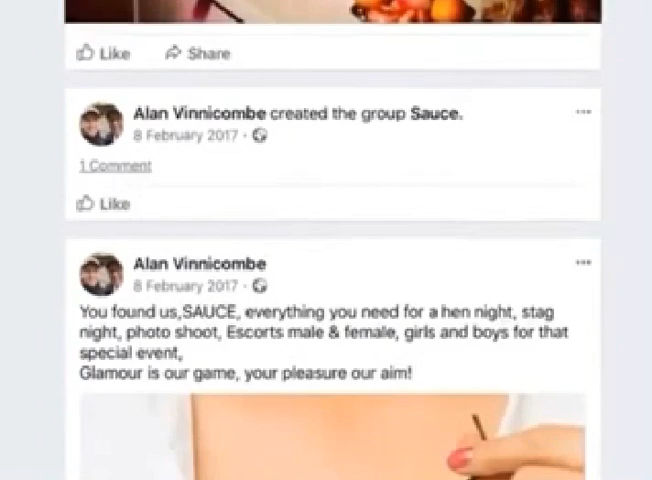 Like Share
Alan Vinnicombe created the group Sauce.
8 February 2017 ·
1 Comment
Like
Alan Vinnicombe
8 February 2017 ·
You found us,SAUCE, everything you need for a hen night, stag
night, photo shoot, Escorts male & female, girls and boys for that
special event,
Glamour is our game, your pleasure our aim!